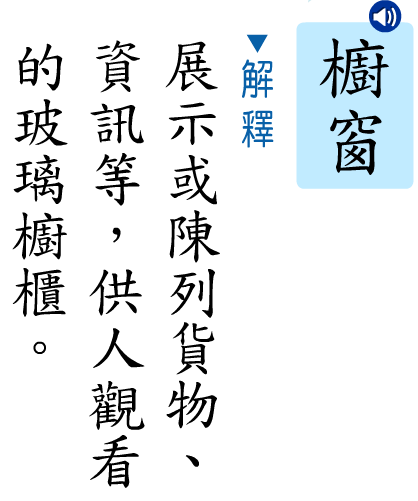 櫥窗
解釋
展示或陳列貨物、
資訊等，供人觀看
的玻璃櫥櫃。